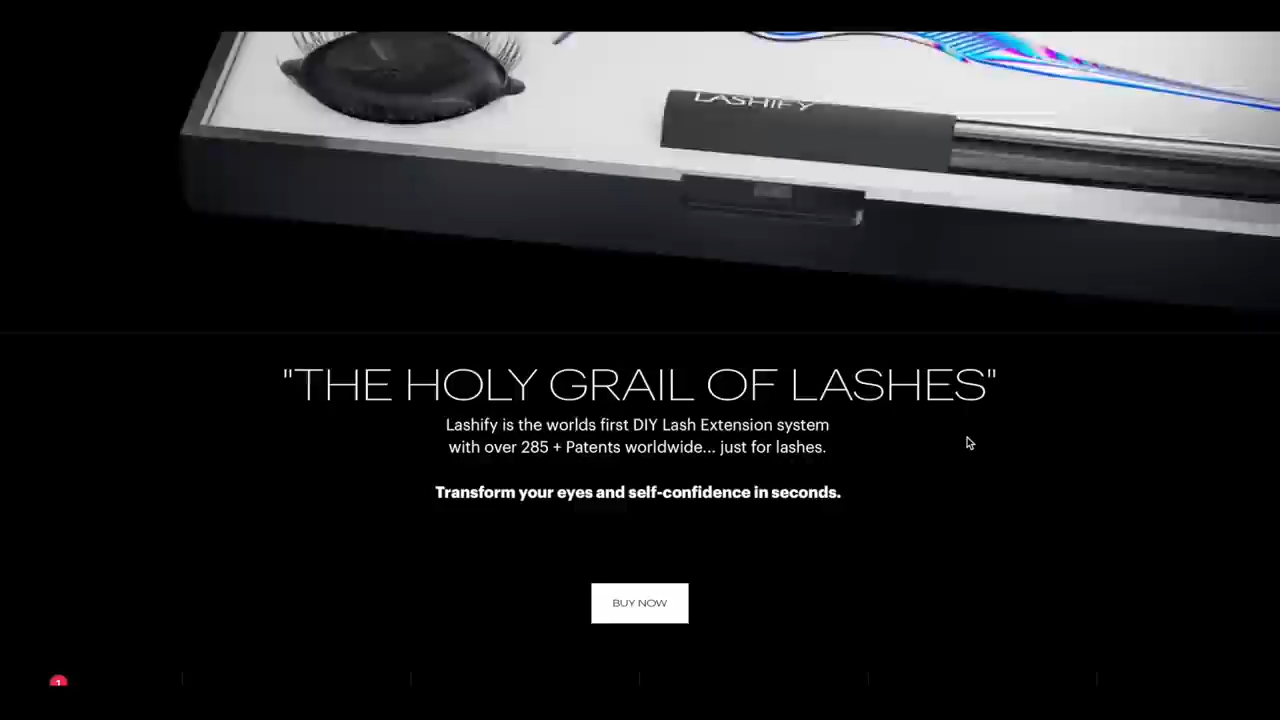 LASHIFY
"THE HOLY GRAIL OF LASHES"
Lashify is the worlds first DIY Lash Extension system
with over 285 + Patents worldwide... just for lashes.
Transform your eyes and self-confidence in seconds.
BUY NOW
1